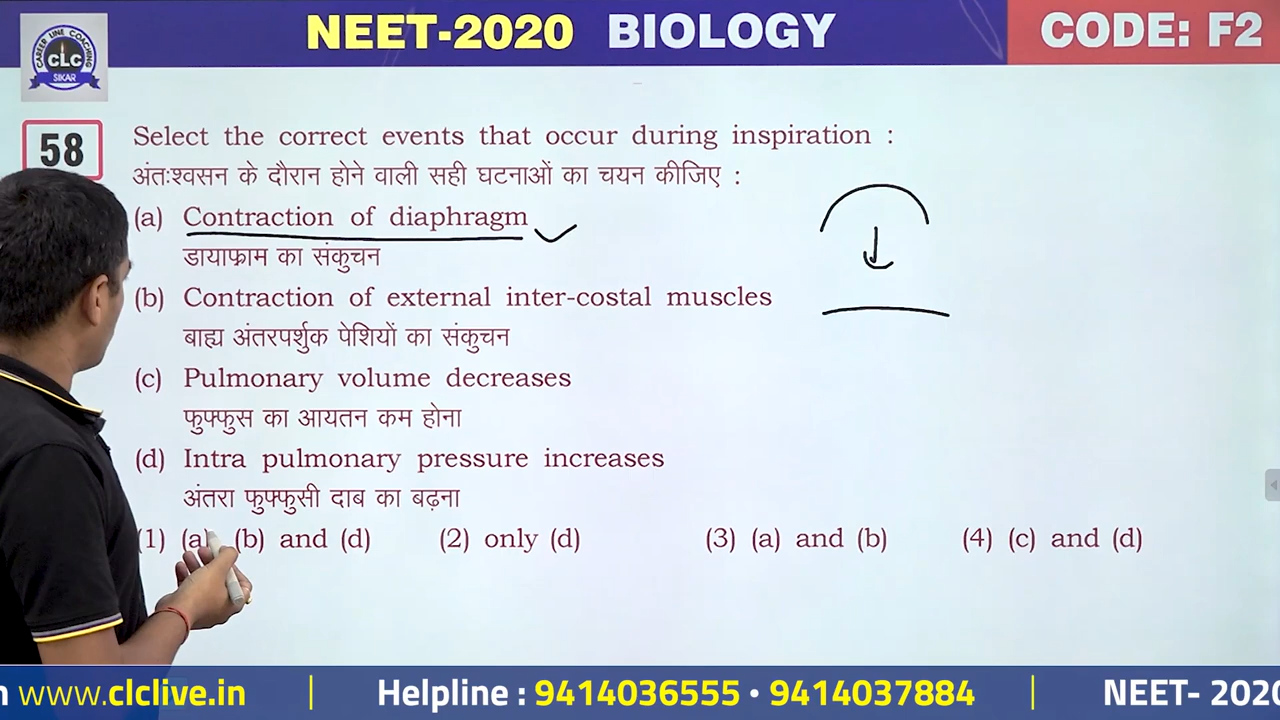 NEET-2020 BIOLOGY
CODE: F2
CAREER LINE COACHING
CLC
SIKAR
58
Select the correct events that occur during inspiration :
अंतःश्वसन के दौरान होने वाली सही घटनाओं का चयन कीजिए :
(a) Contraction of diaphragm
डायाफ्राम का संकुचन
(b) Contraction of external inter-costal muscles
बाह्य अंतरपर्शुक पेशियों का संकुचन
(c) Pulmonary volume decreases
फुफ्फुस का आयतन कम होना
(d) Intra pulmonary pressure increases
अंतरा फुफ्फुसी दाब का बढ़ना
1) (a), (b) and (d) (2) only (d) (3) (a) and (b) (4) (c) and (d)
www.clclive.in | Helpline : 9414036555 • 9414037884 | NEET- 2020